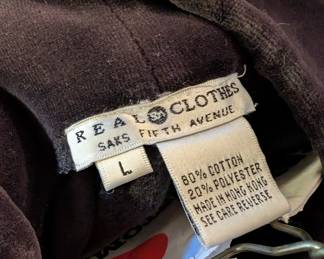 REAL CLOTHES
SAKS FIFTH AVENUE
L
80% COTTON
20% POLYESTER
MADE IN HONG KONG
SEE CARE REVERSE